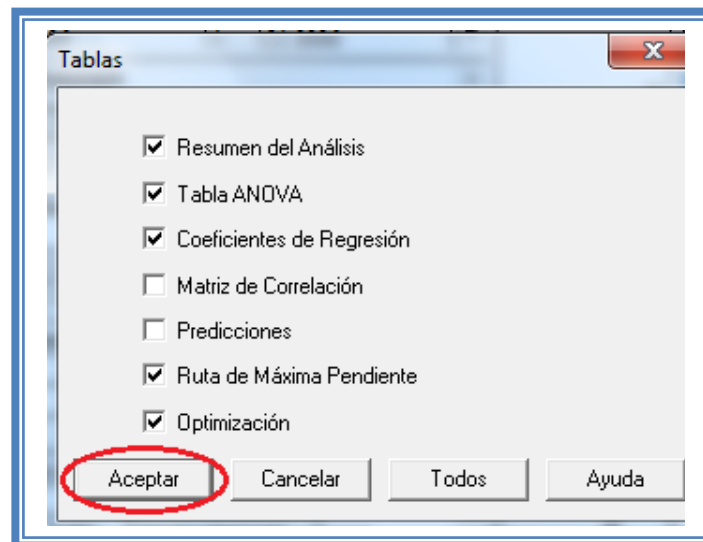 Tablas
Resumen del Análisis
Tabla ANOVA
Coeficientes de Regresión
Matriz de Correlación
Predicciones
Ruta de Máxima Pendiente
Optimización
Aceptar Cancelar Todos Ayuda